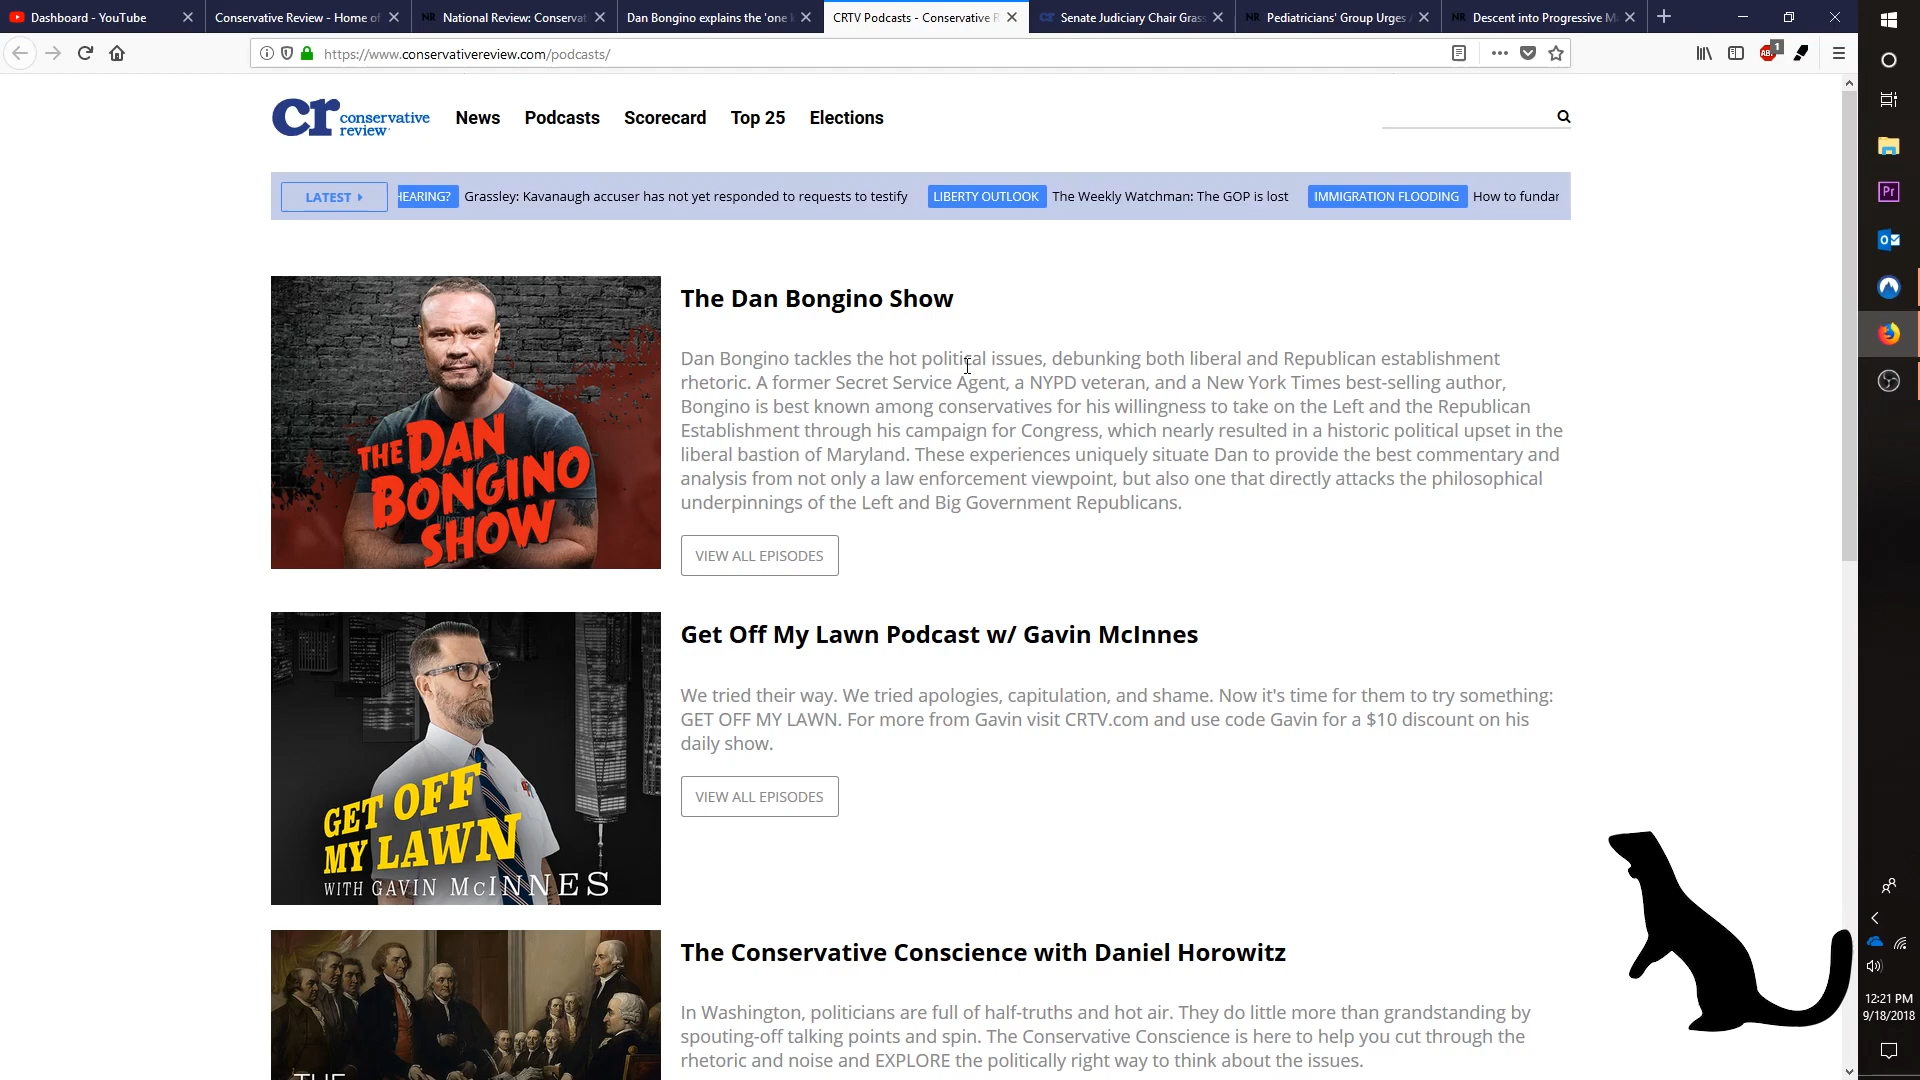 Dashboard - YouTube
Conservative Review - Home of
National Review: Conservat
Dan Bongino explains the 'one
CRTV Podcasts - Conservative R
Senate Judiciary Chair Grass
Pediatricians' Group Urges
Descent into Progressive M
https://www.conservativereview.com/podcasts/
1
cr conservative review
News Podcasts Scorecard Top 25 Elections
LATEST
HEARING? Grassley: Kavanaugh accuser has not yet responded to requests to testify LIBERTY OUTLOOK The Weekly Watchman: The GOP is lost IMMIGRATION FLOODING How to fundar
THE DAN
BONGINO
SHOW
The Dan Bongino Show
Dan Bongino tackles the hot political issues, debunking both liberal and Republican establishment
rhetoric. A former Secret Service Agent, a NYPD veteran, and a New York Times best-selling author,
Bongino is best known among conservatives for his willingness to take on the Left and the Republican
Establishment through his campaign for Congress, which nearly resulted in a historic political upset in the
liberal bastion of Maryland. These experiences uniquely situate Dan to provide the best commentary and
analysis from not only a law enforcement viewpoint, but also one that directly attacks the philosophical
underpinnings of the Left and Big Government Republicans.
VIEW ALL EPISODES
GET OFF
MY LAWN
WITH GAVIN McINNES
Get Off My Lawn Podcast w/ Gavin McInnes
We tried their way. We tried apologies, capitulation, and shame. Now it's time for them to try something:
GET OFF MY LAWN. For more from Gavin visit CRTV.com and use code Gavin for a $10 discount on his
daily show.
VIEW ALL EPISODES
THE
The Conservative Conscience with Daniel Horowitz
In Washington, politicians are full of half-truths and hot air. They do little more than grandstanding by
spouting-off talking points and spin. The Conservative Conscience is here to help you cut through the
rhetoric and noise and EXPLORE the politically right way to think about the issues.
12:21 PM
9/18/2018